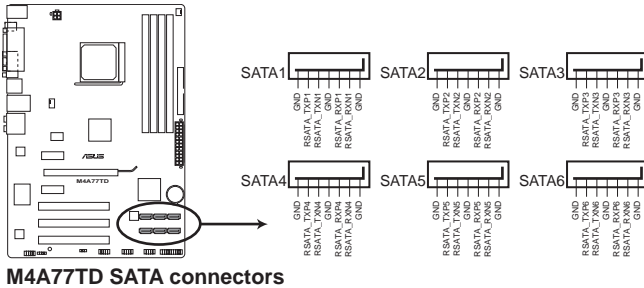 SATA1
GND
RSATA_TXP1
RSATA_TXN1
GND
RSATA_RXP1
RSATA_RXN1
GND
SATA2
GND
RSATA_TXP2
RSATA_TXN2
GND
RSATA_RXP2
RSATA_RXN2
GND
SATA3
GND
RSATA_TXP3
RSATA_TXN3
GND
RSATA_RXP3
RSATA_RXN3
GND
/SUS
M4A77TD
SATA4
GND
RSATA_TXP4
RSATA_TXN4
GND
RSATA_RXP4
RSATA_RXN4
GND
SATA5
GND
RSATA_TXP5
RSATA_TXN5
GND
RSATA_RXP5
RSATA_RXN5
GND
SATA6
GND
RSATA_TXP6
RSATA_TXN6
GND
RSATA_RXP6
RSATA_RXN6
GND
M4A77TD SATA connectors